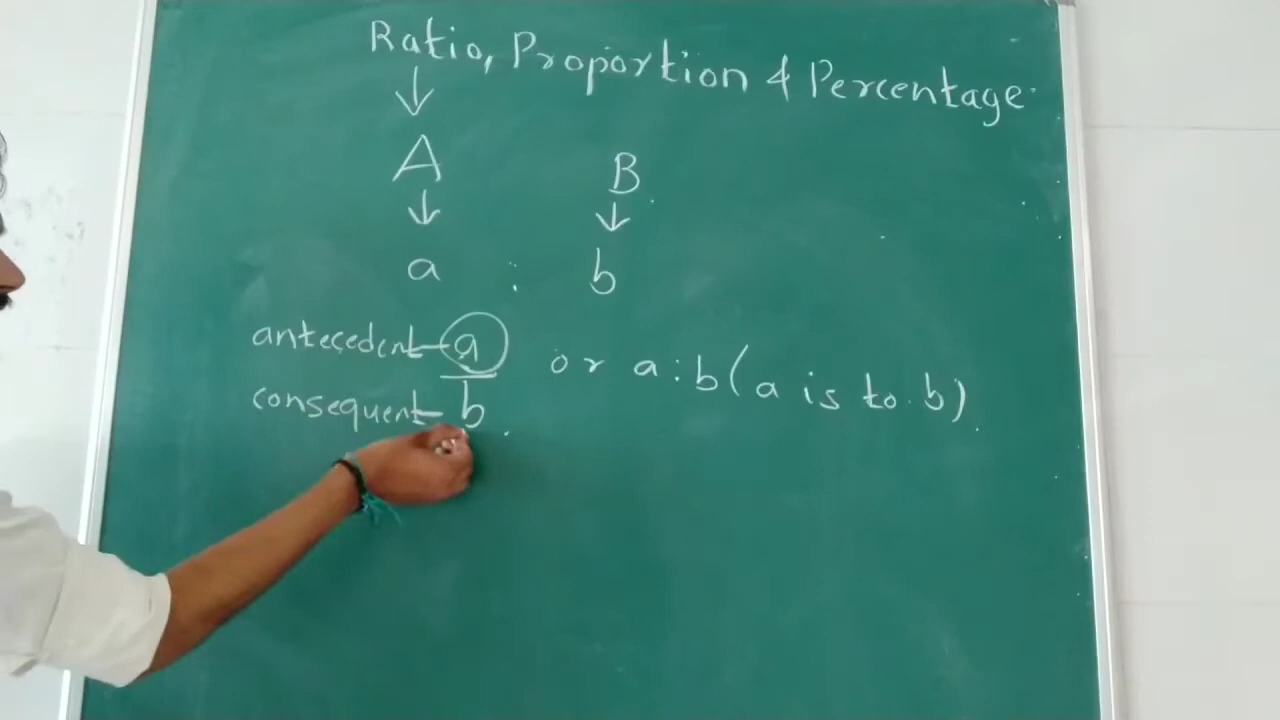 Ratio, Proportion & Percentage.
A B
a : b
antecedent - a or a:b (a is to b)
consequent - b